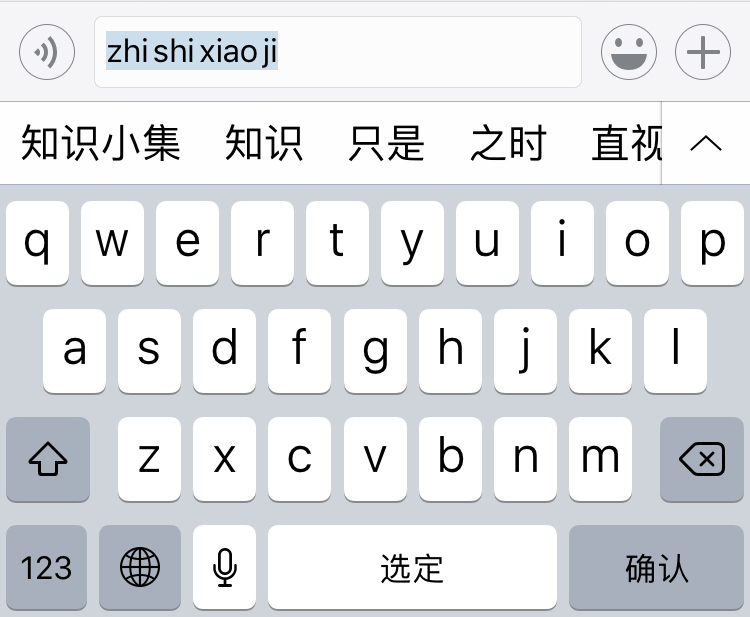 zhi shi xiao ji
知识小集 知识 只是 之时 直视
q w e r t y u i o p
a s d f g h j k l
z x c v b n m
123 选定 确认